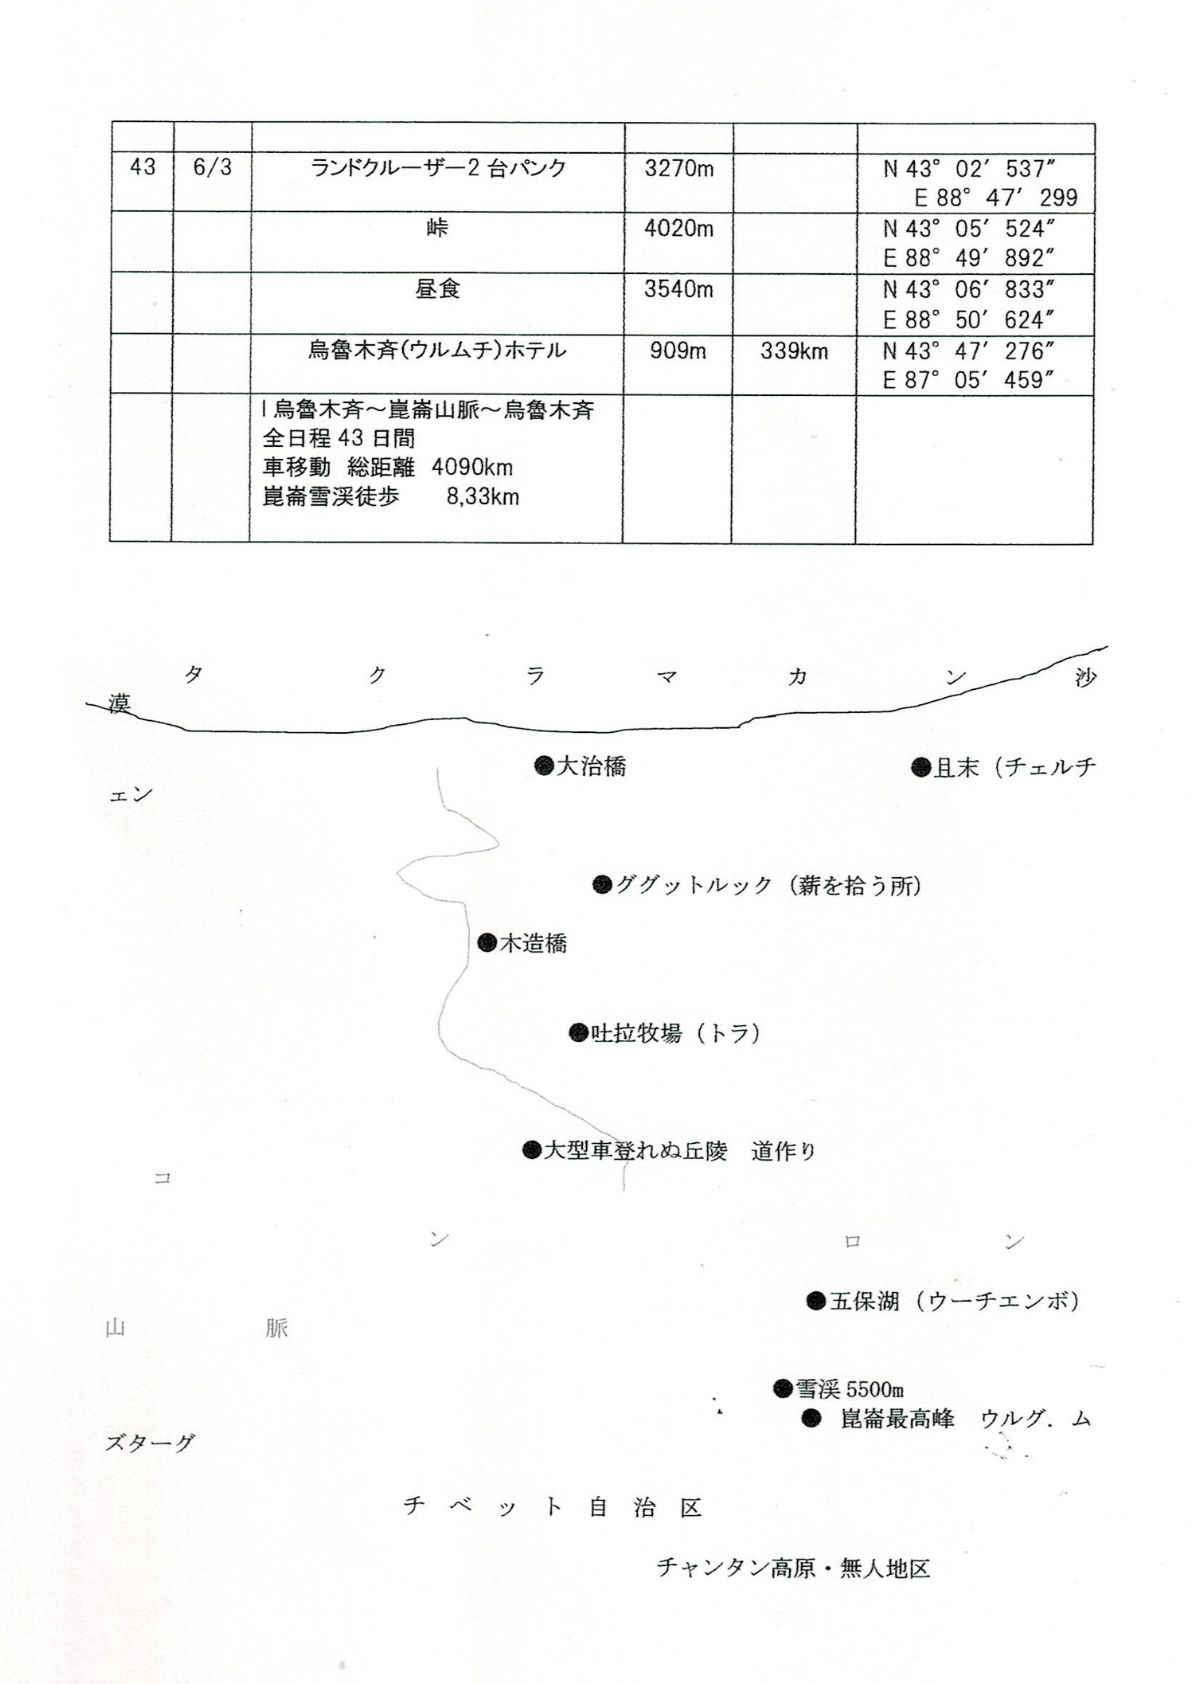 43 6/3 ランドクルーザー2台パンク 3270m N 43° 02′ 537″
E 88° 47′ 299
峠 4020m N 43° 05′ 524″
E 88° 49′ 892″
昼食 3540m N 43° 06′ 833″
E 88° 50′ 624″
烏魯木斉(ウルムチ)ホテル 909m 339km N 43° 47′ 276″
E 87° 05′ 459″
I 烏魯木斉～崑崙山脈～烏魯木斉
全日程 43 日間
車移動 総距離 4090km
崑崙雪渓徒歩 8,33km
タ ク ラ マ カ ン 沙
漠
●大治橋 ●且末（チェルチ
ェン
●ググットルック（薪を拾う所）
●木造橋
●吐拉牧場（トラ）
●大型車登れぬ丘陵 道作り
コ
ン ロ ン
●五保湖（ウーチエンボ）
山 脈
●雪渓 5500m
● 崑崙最高峰 ウルグ．ム
ズターグ
チ ベ ッ ト 自 治 区
チャンタン高原・無人地区